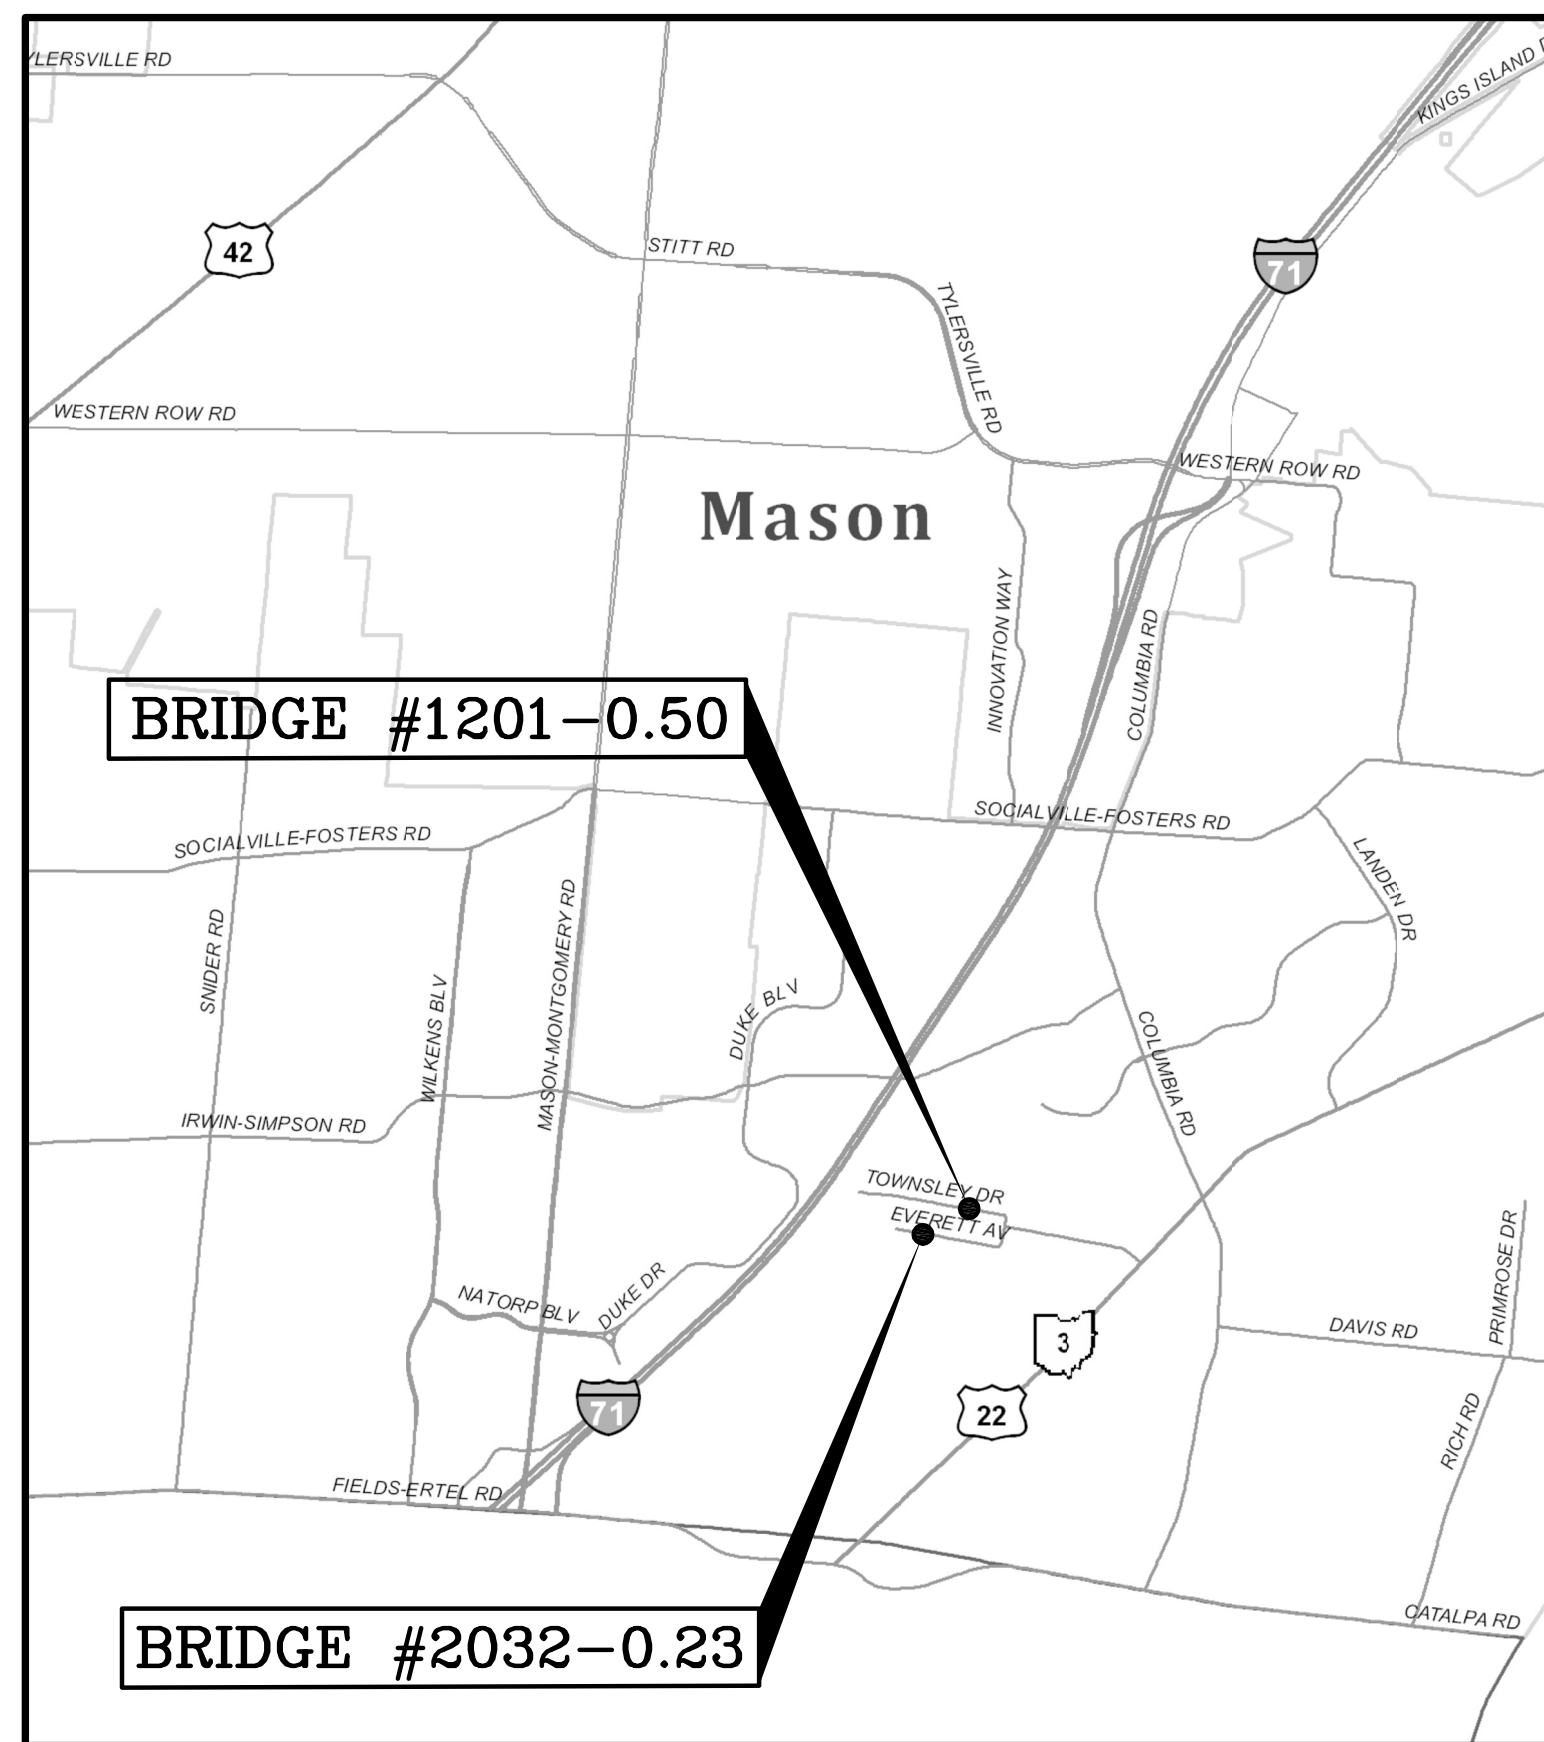 YLERSVILLE RD
KINGS ISLAND D
42
STITT RD
71
TYLERSVILLE RD
WESTERN ROW RD
WESTERN ROW RD
Mason
INNOVATION WAY
COLUMBIA RD
BRIDGE #1201-0.50
SOCIALVILLE-FOSTERS RD
SOCIALVILLE-FOSTERS RD
LANDEN DR
SNIDER RD
WILKENS BLV
MASON-MONTGOMERY RD
DUKE BLV
COLUMBIA RD
IRWIN-SIMPSON RD
TOWNSLEY DR
EVERETT AV
PRIMROSE DR
NATORP BLV
DUKE DR
3
DAVIS RD
71
22
RICH RD
FIELDS-ERTEL RD
CATALPA RD
BRIDGE #2032-0.23